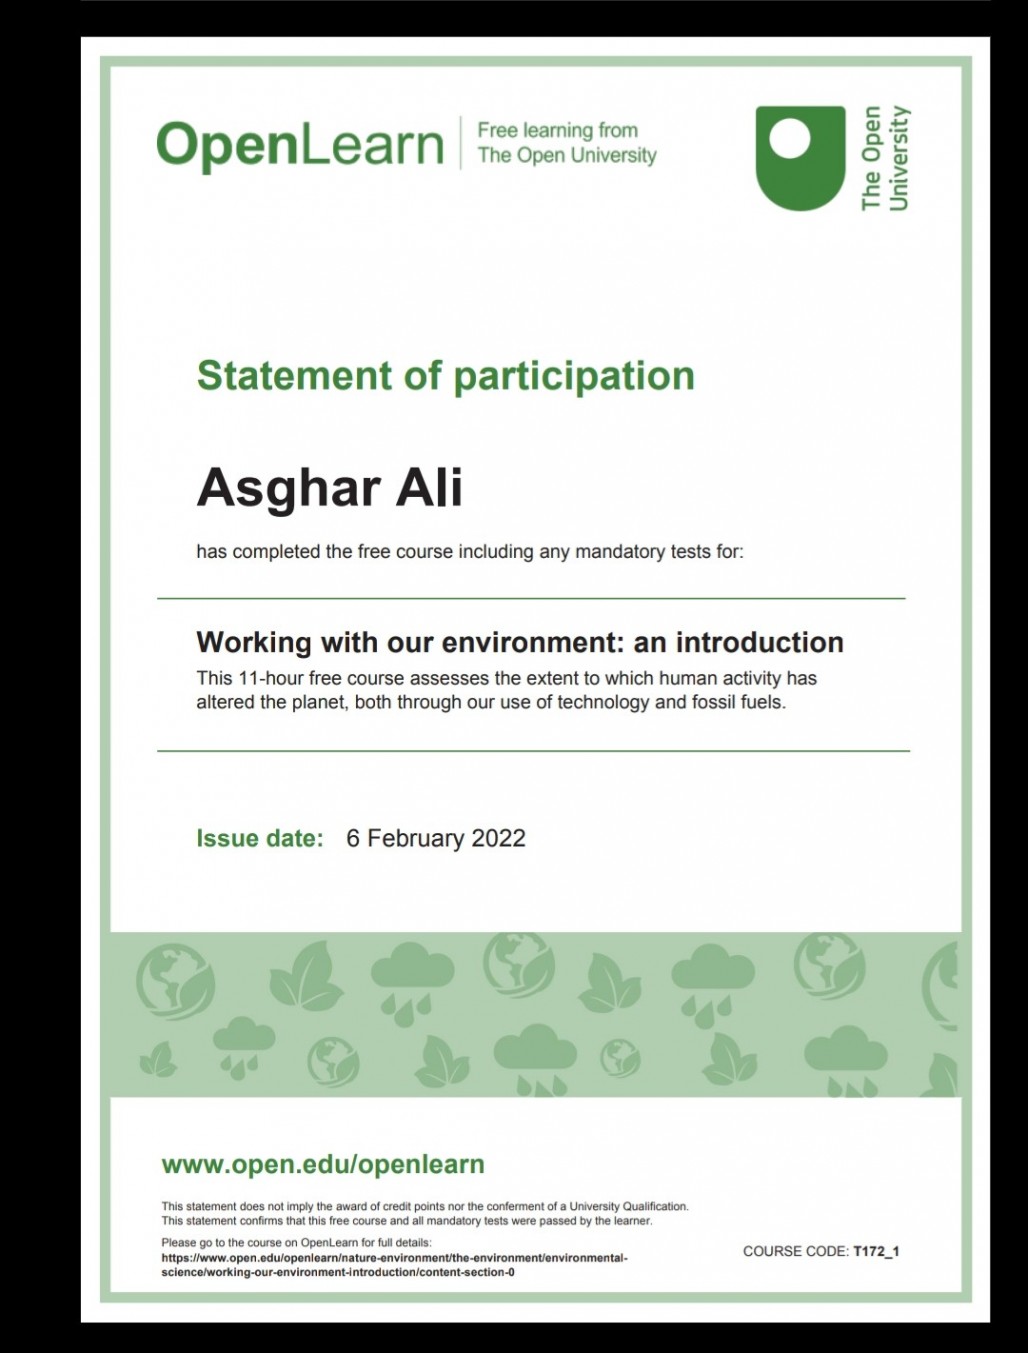 OpenLearn
Free learning from
The Open University
The Open
University
Statement of participation
Asghar Ali
has completed the free course including any mandatory tests for:
Working with our environment: an introduction
This 11-hour free course assesses the extent to which human activity has
altered the planet, both through our use of technology and fossil fuels.
Issue date: 6 February 2022
www.open.edu/openlearn
This statement does not imply the award of credit points nor the conferment of a University Qualification.
This statement confirms that this free course and all mandatory tests were passed by the learner.
Please go to the course on OpenLearn for full details:
https://www.open.edu/openlearn/nature-environment/the-environment/environmental-
science/working-our-environment-introduction/content-section-0
COURSE CODE: T172_1